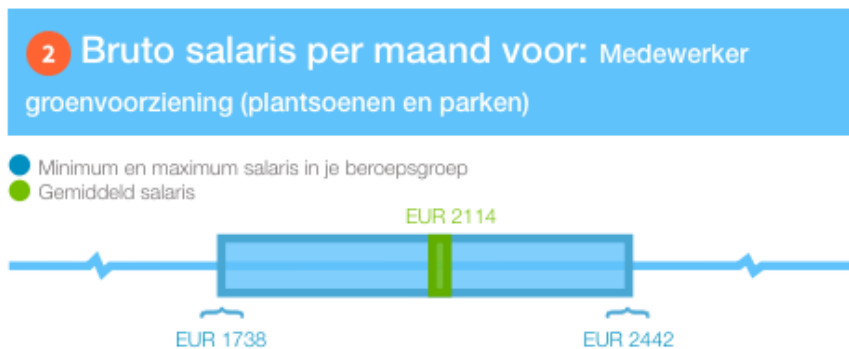 2 Bruto salaris per maand voor: Medewerker
groenvoorziening (plantsoenen en parken)
Minimum en maximum salaris in je beroepsgroep
Gemiddeld salaris
EUR 2114
EUR 1738
EUR 2442